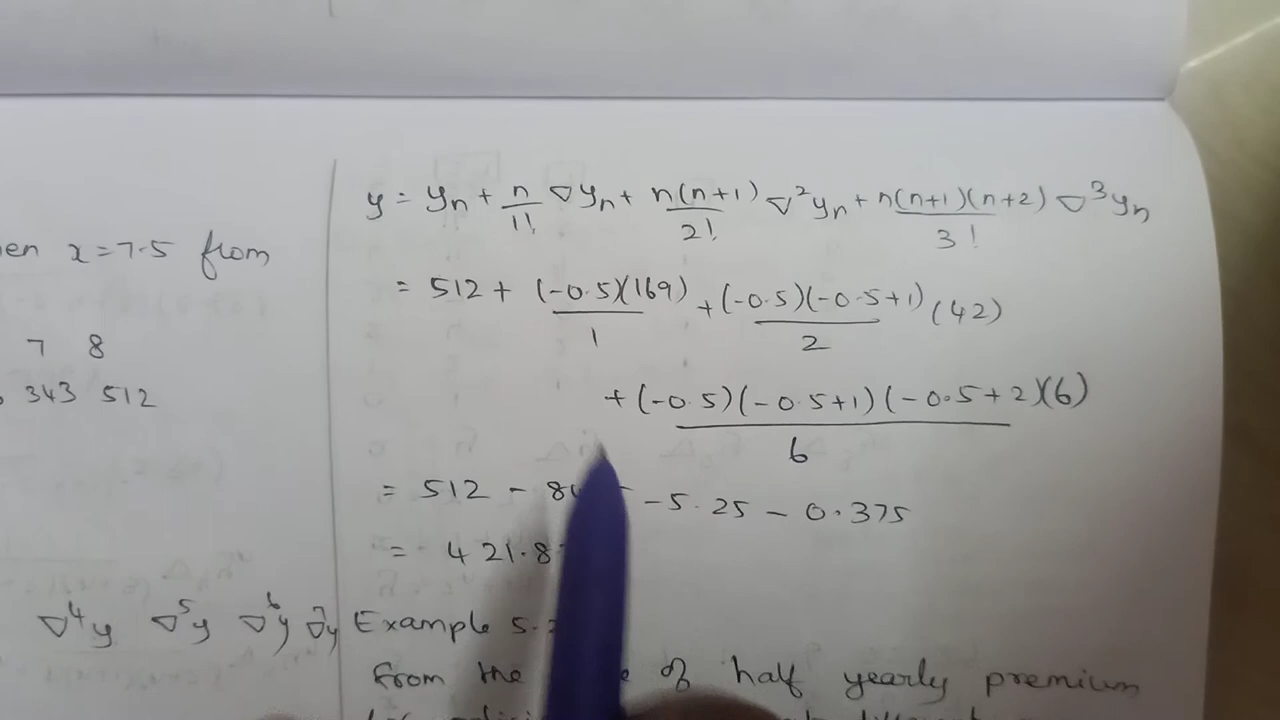 en x=7.5 from
7 8
343 512
∇⁴y ∇⁵y ∇⁶y ∇⁷y
y = yₙ + n/1! ∇yₙ + n(n+1)/2! ∇²yₙ + n(n+1)(n+2)/3! ∇³yₙ
= 512 + (-0.5)(169)/1 + (-0.5)(-0.5+1)/2 (42)
+ (-0.5)(-0.5+1)(-0.5+2)(6)/6
= 512 - 8 - 5.25 - 0.375
= 421.8
Example 5.
From the of half yearly premium